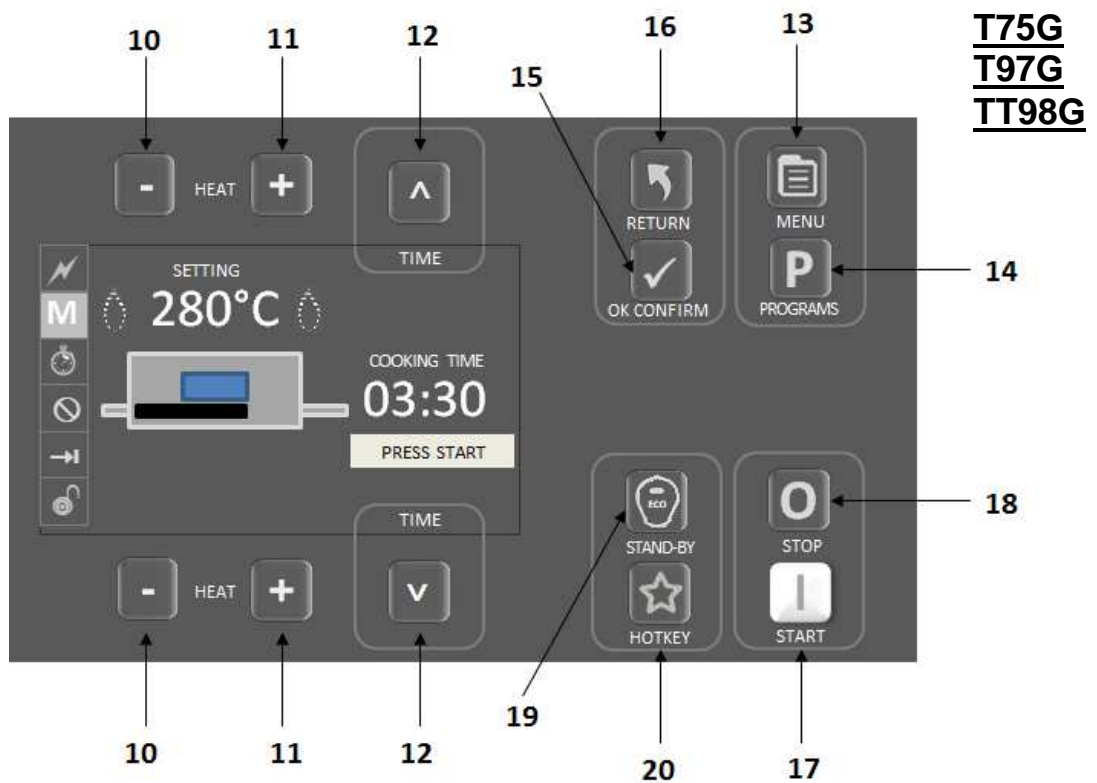 10 11 12 16 13
15
T75G
T97G
TT98G
- HEAT + ^
TIME
RETURN MENU
P
OK CONFIRM PROGRAMS
14
SETTING
280°C
M
COOKING TIME
03:30
PRESS START
TIME
- HEAT + v
ECO
STAND-BY
O
STOP
18
HOTKEY
I
START
10 11 12 19 20 17